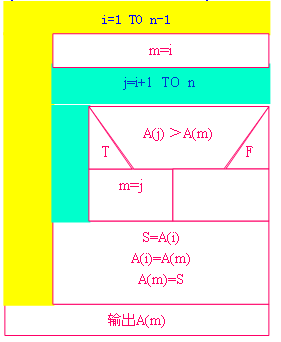 i=1 TO n-1
m=i
j=i+1 TO n
A(j) >A(m)
T
F
m=j
S=A(i)
A(i)=A(m)
A(m)=S
输出A(m)